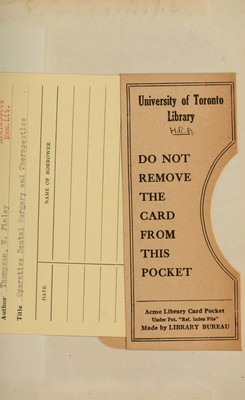 Author Thompson, W. Finlay
Title Operative Dental Surgery and Therapeutics
DATE.
NAME OF BORROWER.
University of Toronto
Library
DO NOT
REMOVE
THE
CARD
FROM
THIS
POCKET
Acme Library Card Pocket
Under Pat. "Ref. Index File"
Made by LIBRARY BUREAU